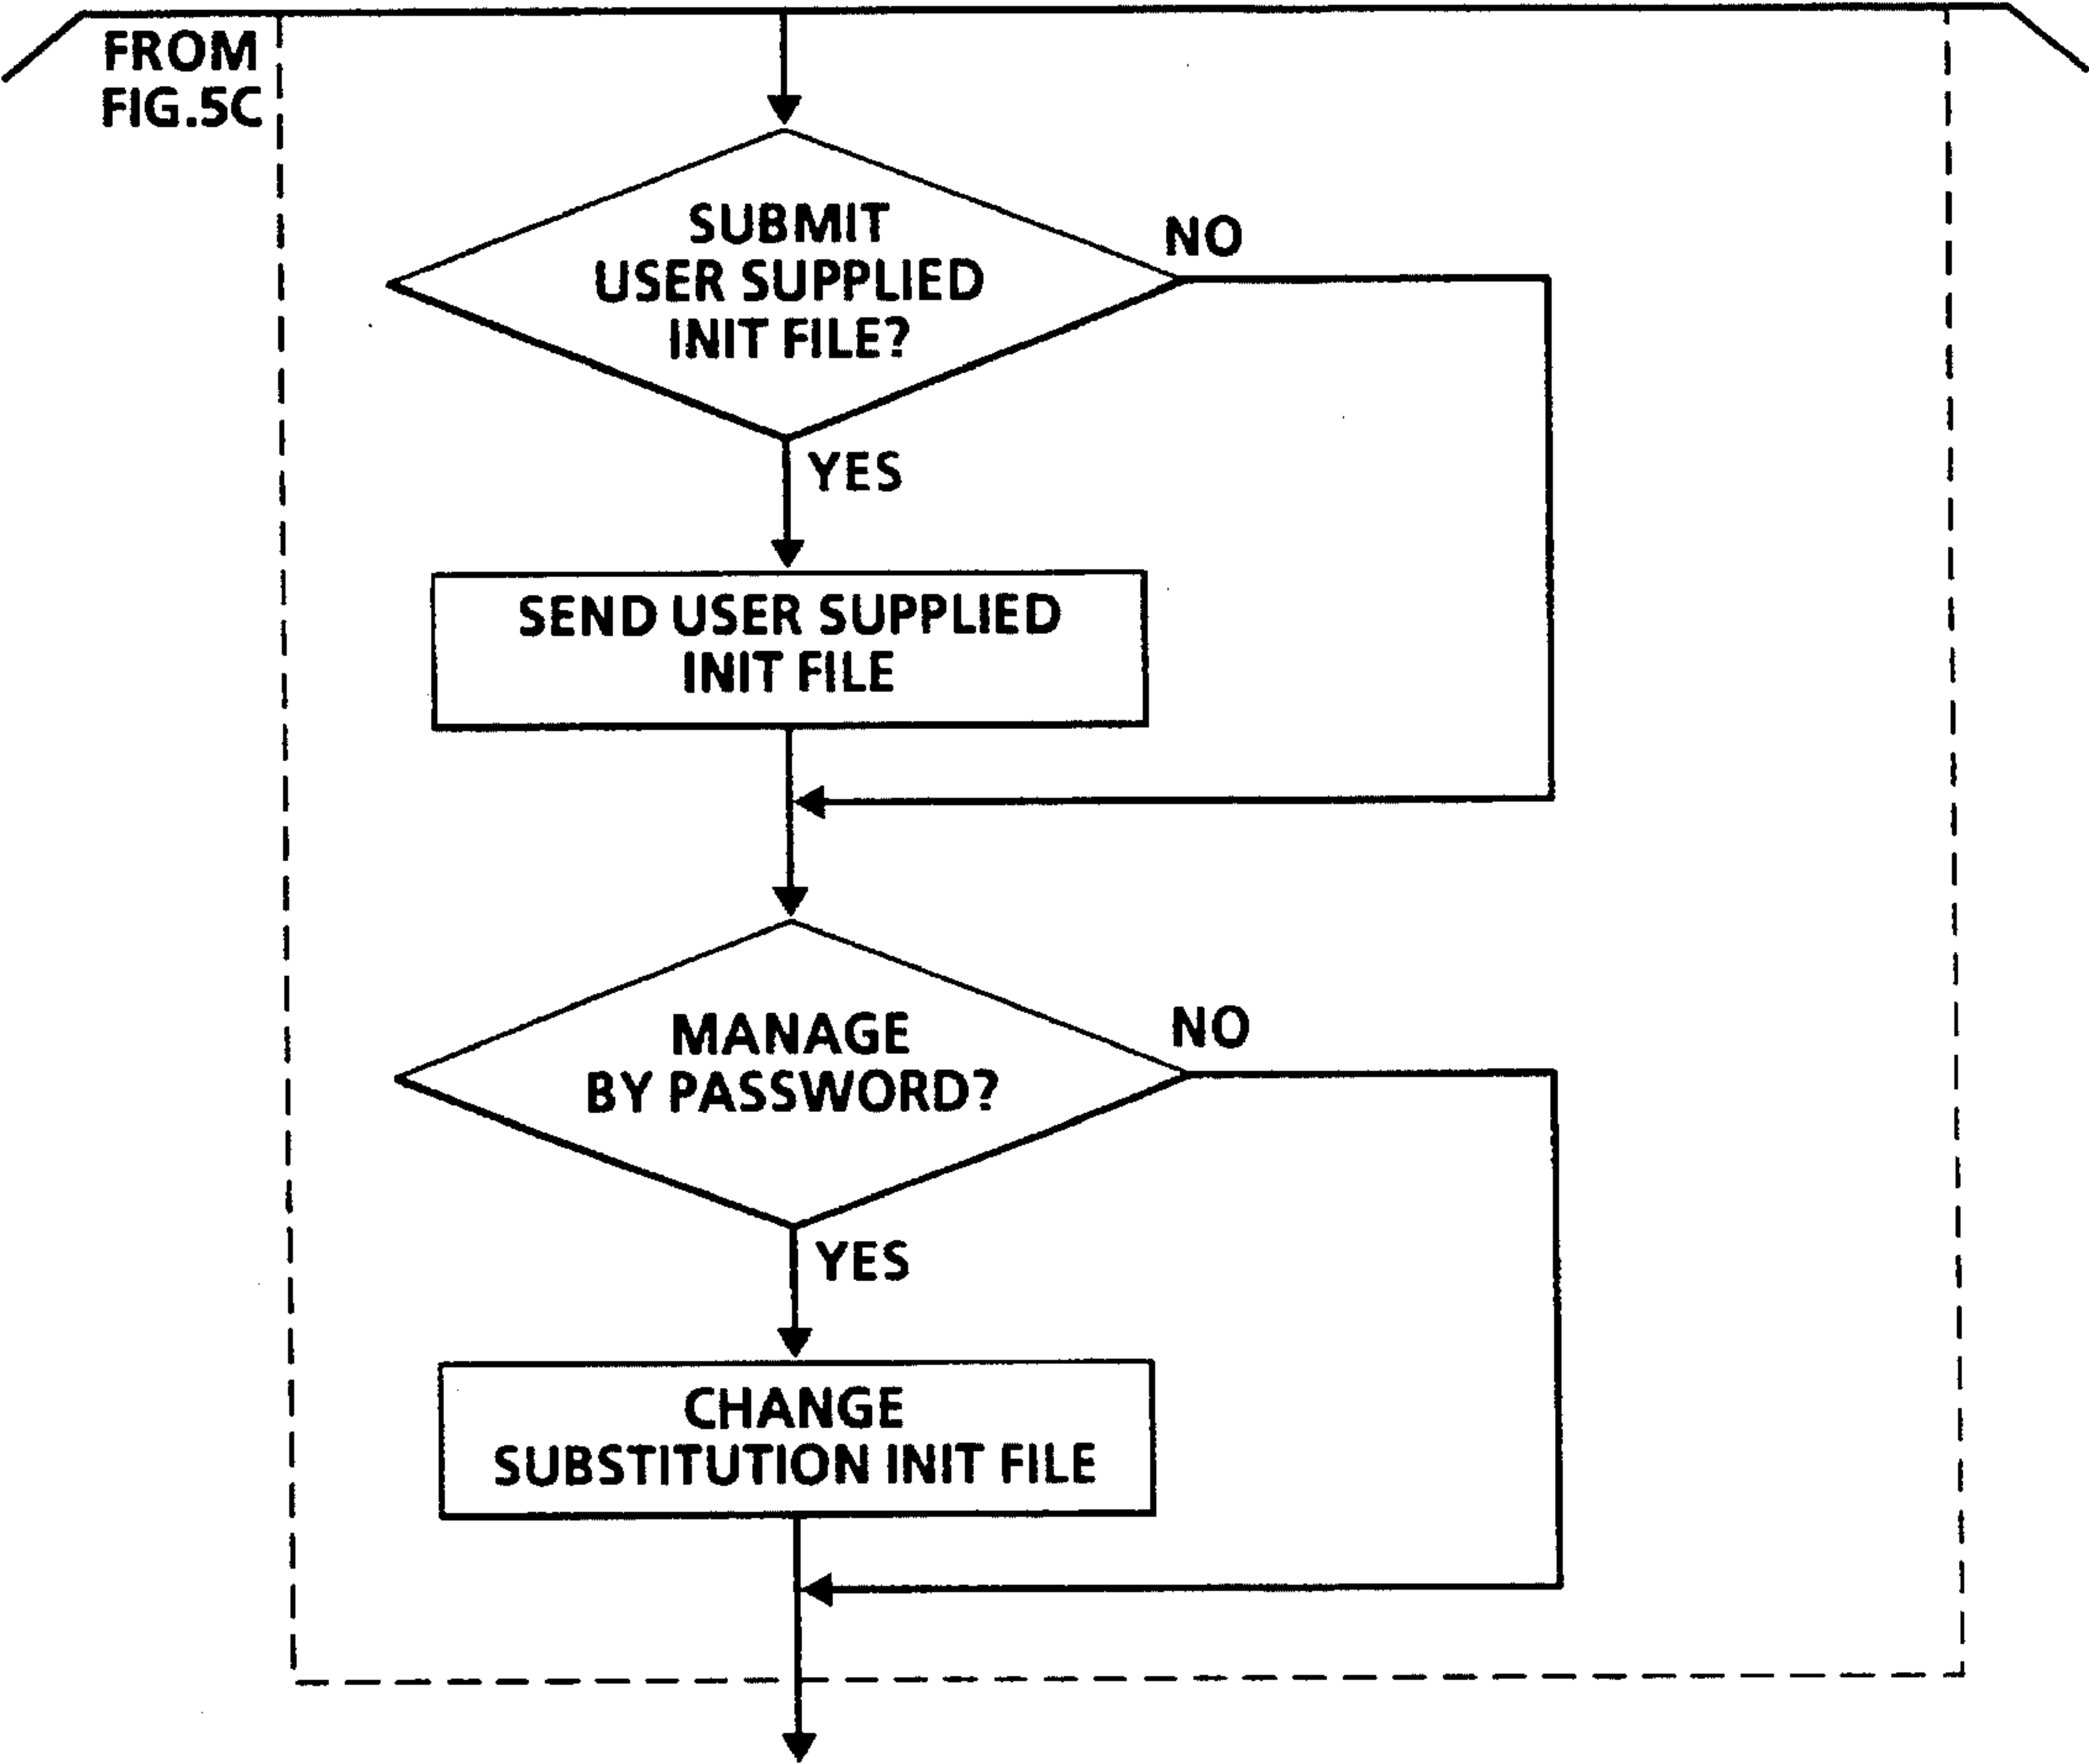 FROM
FIG.5C
SUBMIT
USER SUPPLIED
INIT FILE?
NO
YES
SEND USER SUPPLIED
INIT FILE
MANAGE
BY PASSWORD?
NO
YES
CHANGE
SUBSTITUTION INIT FILE